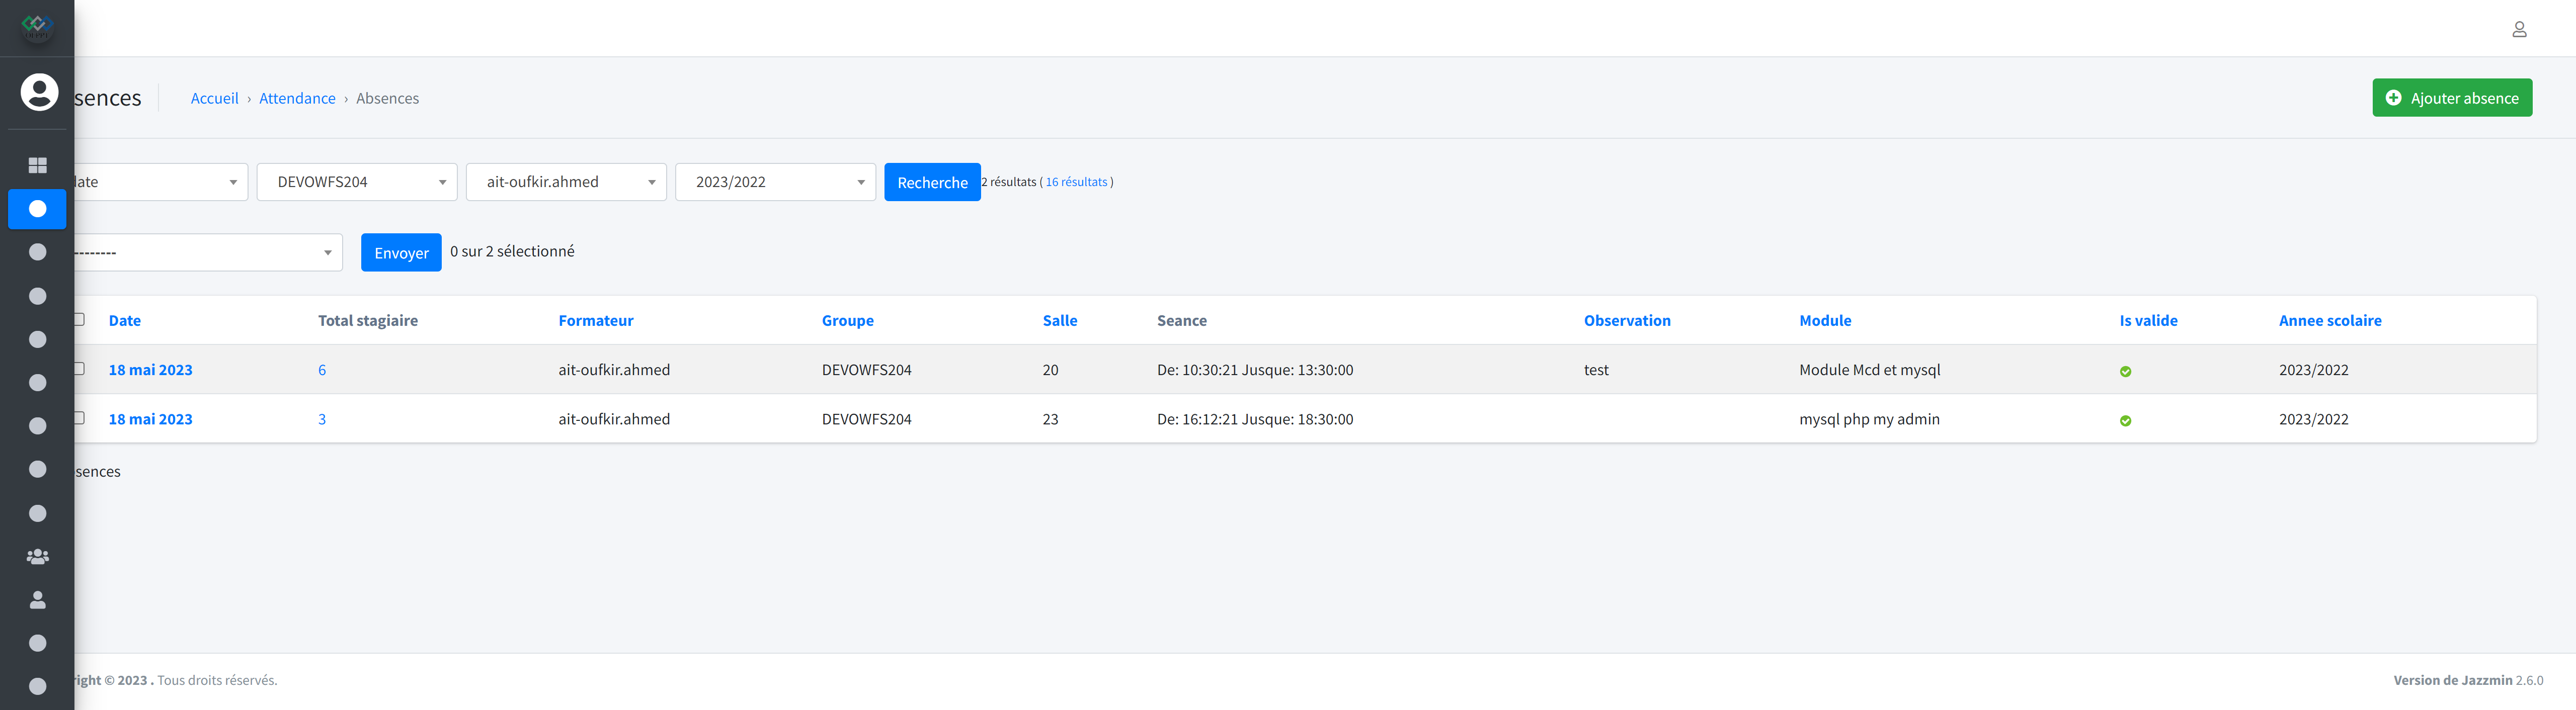 sences Accueil › Attendance › Absences Ajouter absence
date DEVOWFS204 ait-oufkir.ahmed 2023/2022 Recherche 2 résultats ( 16 résultats )
-------- Envoyer 0 sur 2 sélectionné
Date Total stagiaire Formateur Groupe Salle Seance Observation Module Is valide Annee scolaire
18 mai 2023 6 ait-oufkir.ahmed DEVOWFS204 20 De: 10:30:21 Jusque: 13:30:00 test Module Mcd et mysql 2023/2022
18 mai 2023 3 ait-oufkir.ahmed DEVOWFS204 23 De: 16:12:21 Jusque: 18:30:00 mysql php my admin 2023/2022
sences
right © 2023 . Tous droits réservés. Version de Jazzmin 2.6.0